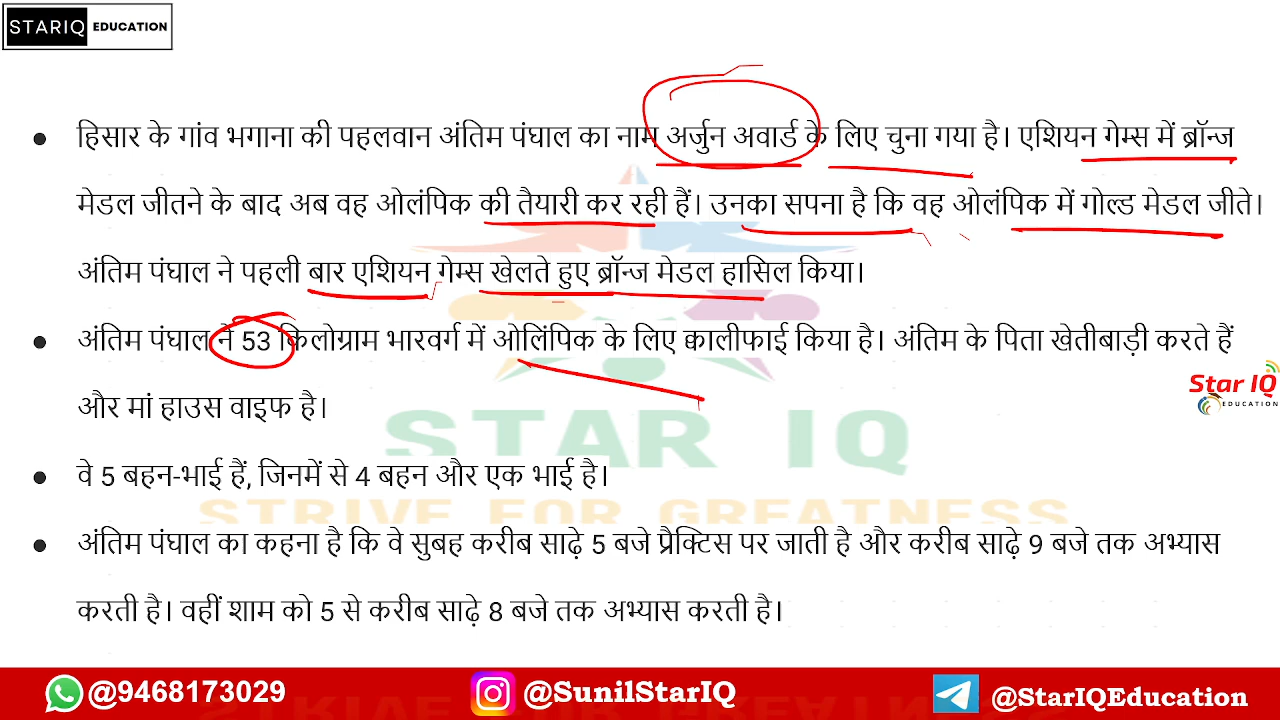 STARIQ EDUCATION
हिसार के गांव भगाना की पहलवान अंतिम पंघाल का नाम अर्जुन अवार्ड के लिए चुना गया है। एशियन गेम्स में ब्रॉन्ज
मेडल जीतने के बाद अब वह ओलंपिक की तैयारी कर रही हैं। उनका सपना है कि वह ओलंपिक में गोल्ड मेडल जीते।
अंतिम पंघाल ने पहली बार एशियन गेम्स खेलते हुए ब्रॉन्ज मेडल हासिल किया।
अंतिम पंघाल ने 53 किलोग्राम भारवर्ग में ओलिंपिक के लिए क्वालीफाई किया है। अंतिम के पिता खेतीबाड़ी करते हैं
Star IQ
EDUCATION
और मां हाउस वाइफ है।
STAR IQ
वे 5 बहन-भाई हैं, जिनमें से 4 बहन और एक भाई है।
STRIVE FOR GREATNESS
अंतिम पंघाल का कहना है कि वे सुबह करीब साढ़े 5 बजे प्रैक्टिस पर जाती है और करीब साढ़े 9 बजे तक अभ्यास
करती है। वहीं शाम को 5 से करीब साढ़े 8 बजे तक अभ्यास करती है।
@9468173029 @SunilStarIQ @StarIQEducation